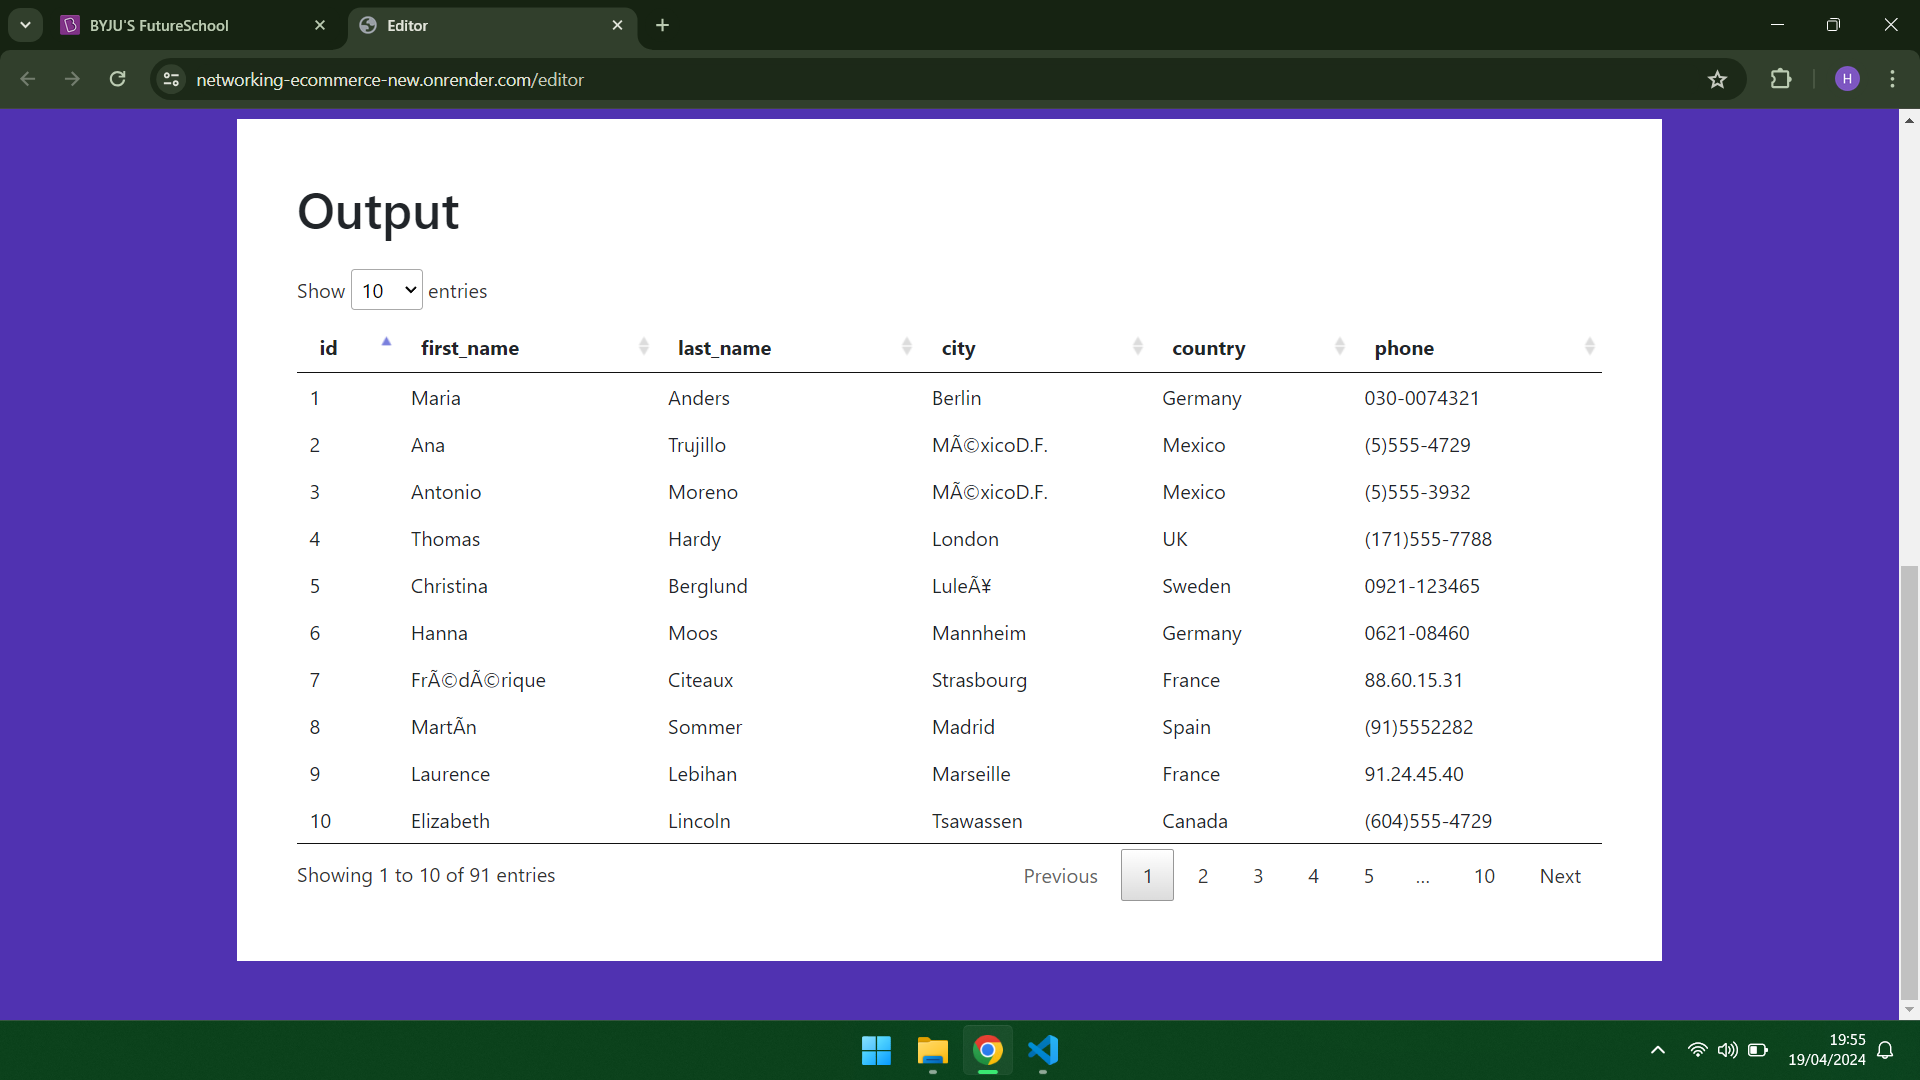 BYJU'S FutureSchool
Editor
networking-ecommerce-new.onrender.com/editor
H
Output
Show 10 entries
id first_name last_name city country phone
1 Maria Anders Berlin Germany 030-0074321
2 Ana Trujillo MÃ©xicoD.F. Mexico (5)555-4729
3 Antonio Moreno MÃ©xicoD.F. Mexico (5)555-3932
4 Thomas Hardy London UK (171)555-7788
5 Christina Berglund LuleÃ¥ Sweden 0921-123465
6 Hanna Moos Mannheim Germany 0621-08460
7 FrÃ©dÃ©rique Citeaux Strasbourg France 88.60.15.31
8 MartÃn Sommer Madrid Spain (91)5552282
9 Laurence Lebihan Marseille France 91.24.45.40
10 Elizabeth Lincoln Tsawassen Canada (604)555-4729
Showing 1 to 10 of 91 entries Previous 1 2 3 4 5 … 10 Next
19:55
19/04/2024